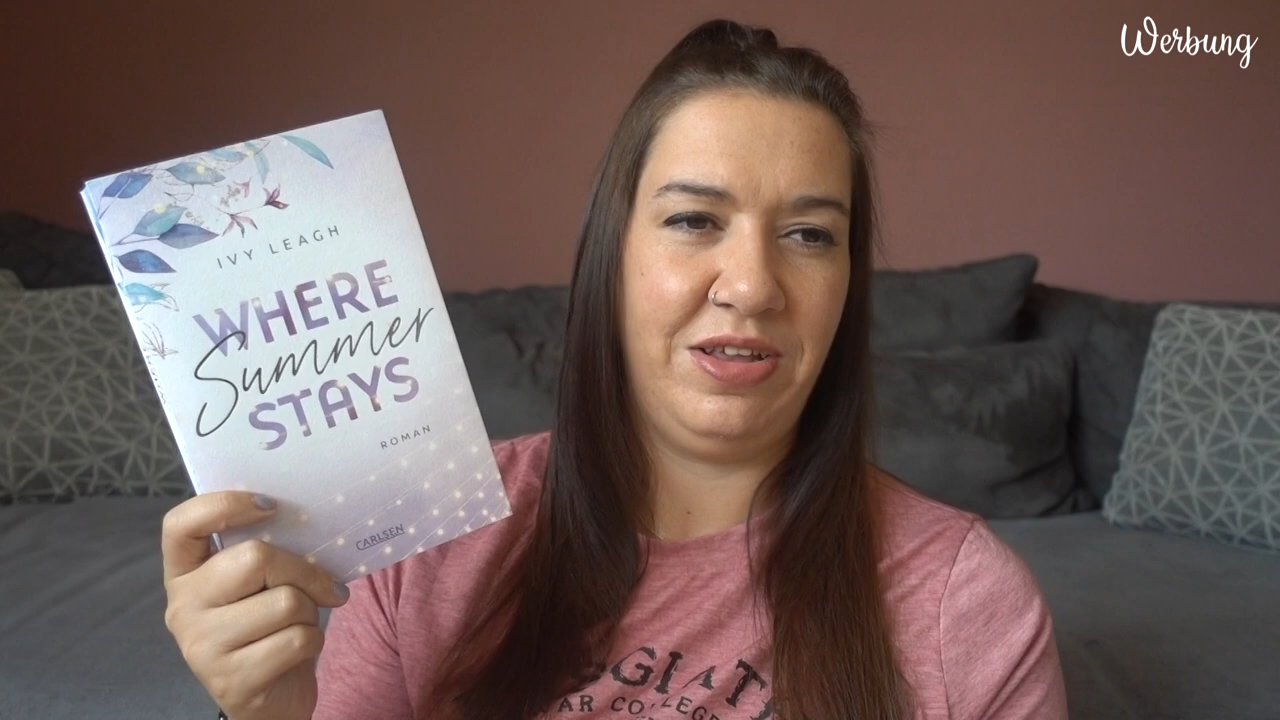 Werbung
IVY LEAGH
WHERE
Summer
STAYS
ROMAN
CARLSEN